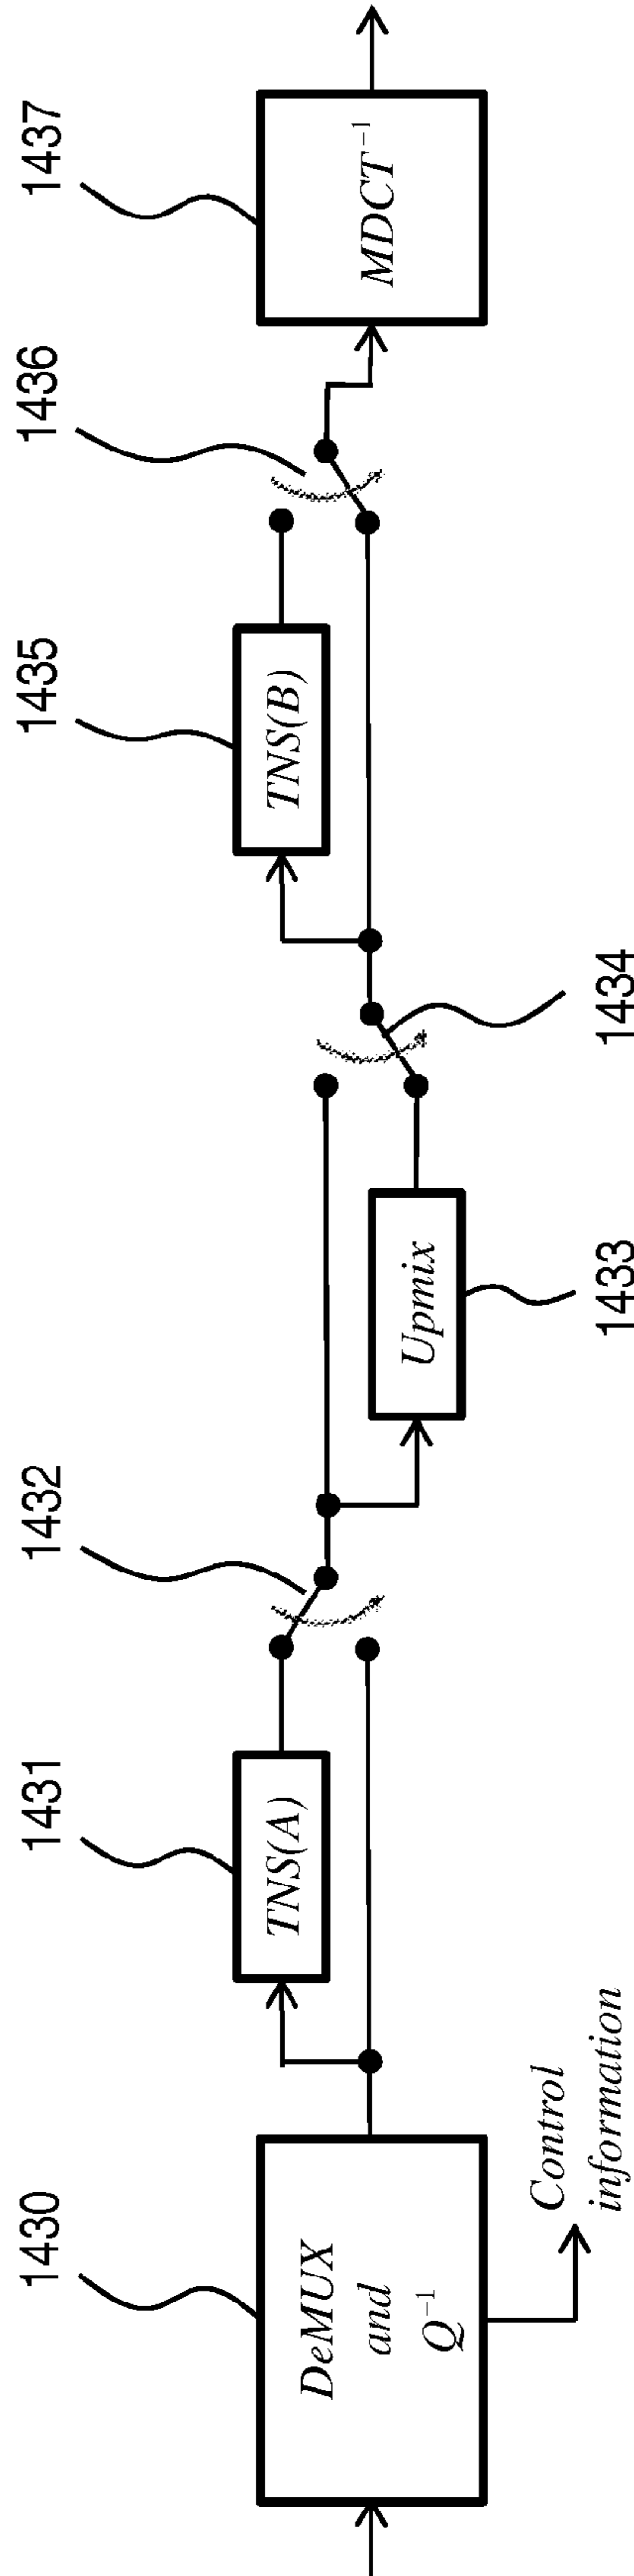 1430
DeMUX
and
Q⁻¹
Control
information
1431
TNS(A)
1432
Upmix
1433
1434
1435
TNS(B)
1436
1437
MDCT⁻¹